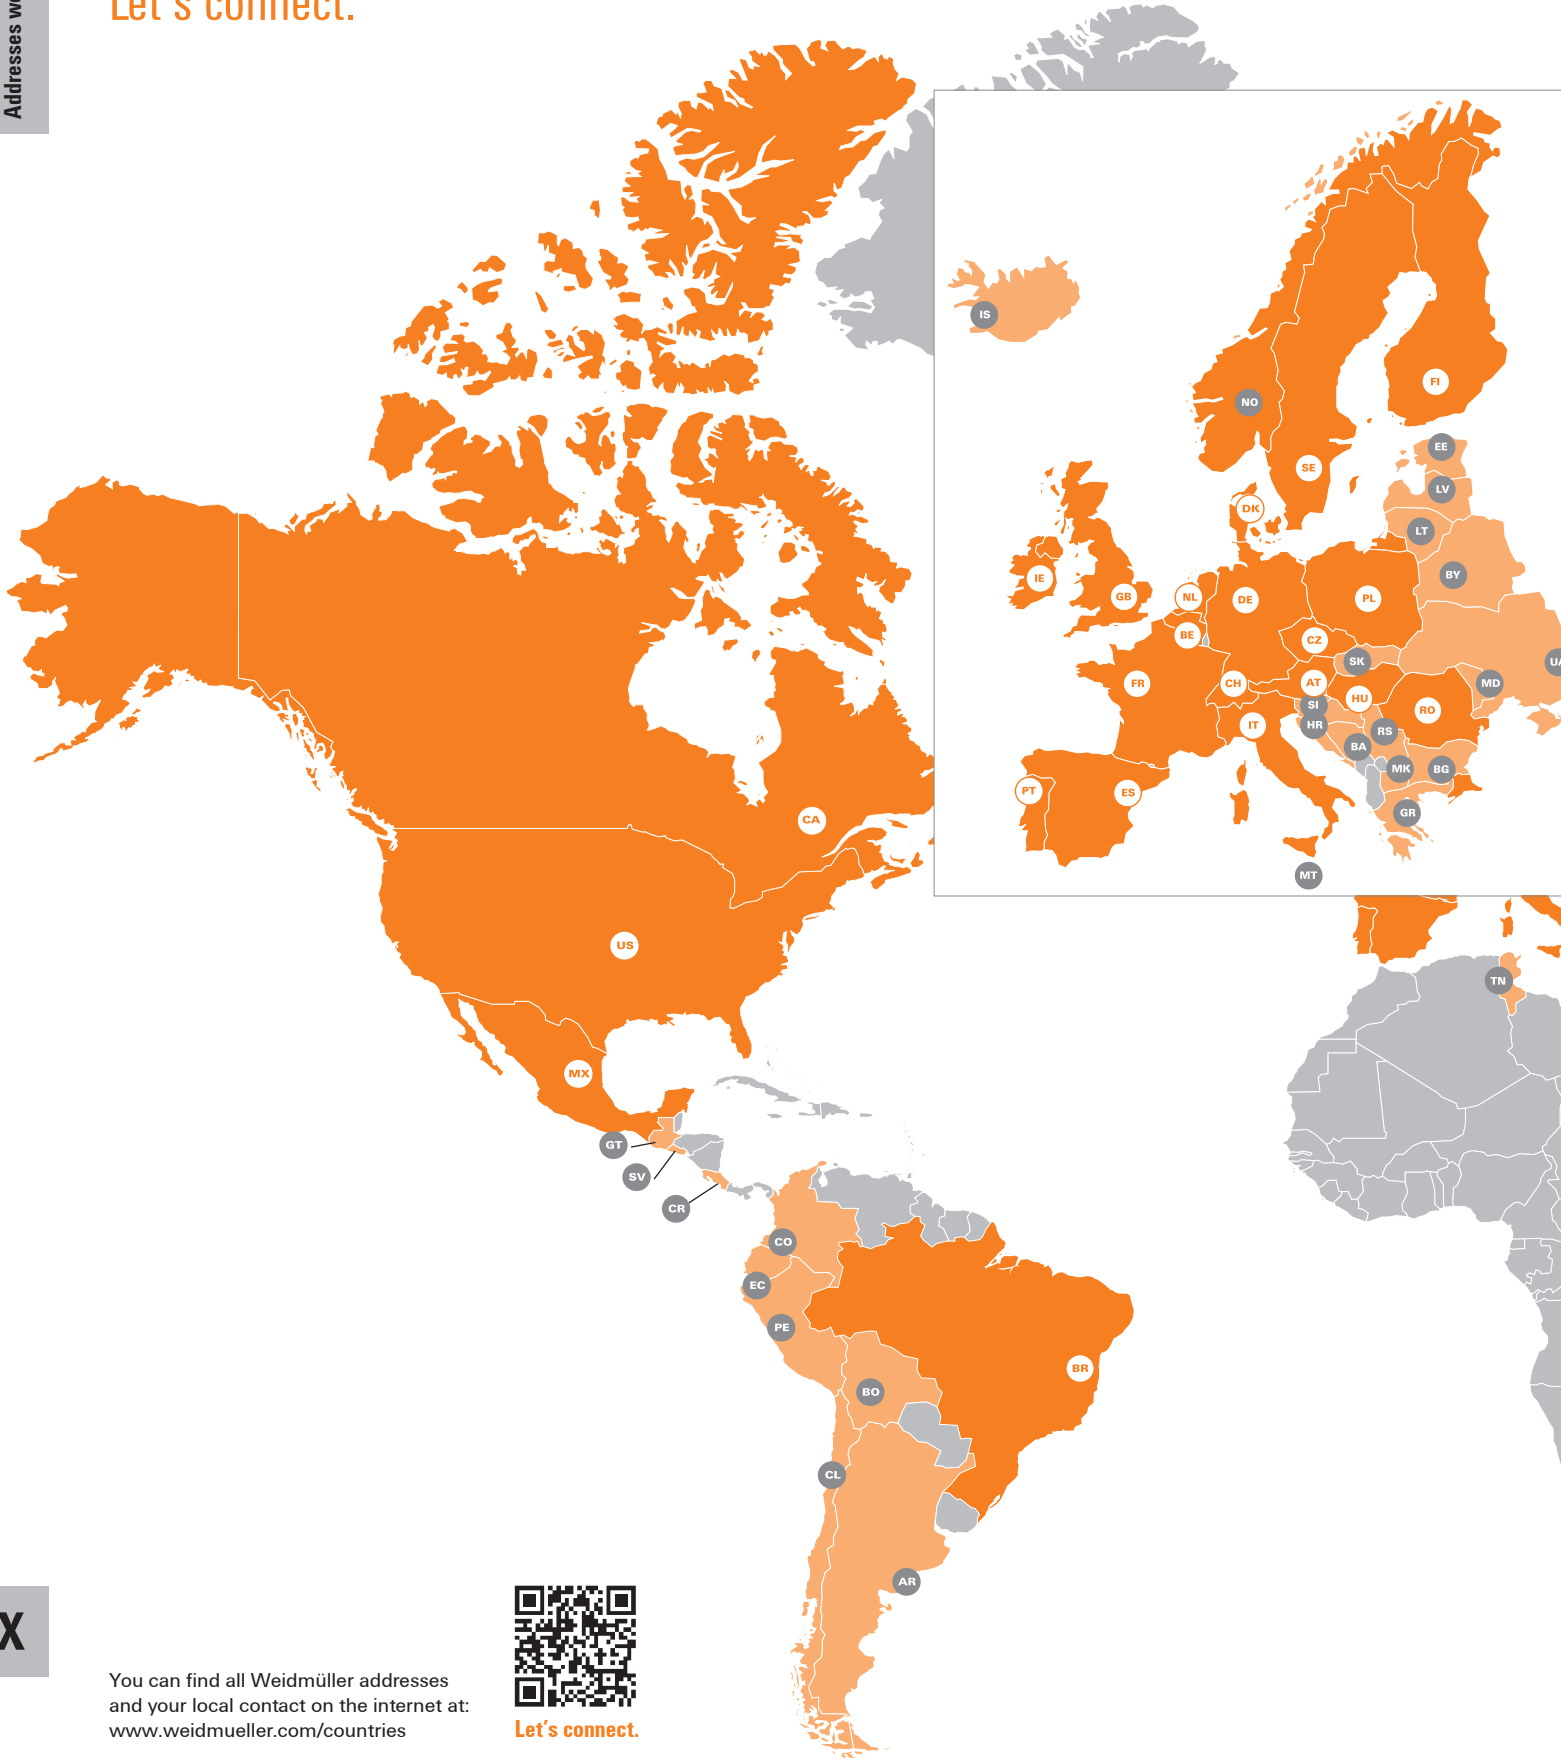 Let's connect.
Addresses
IS
NO
FI
SE
EE
LV
DK
LT
BY
IE
GB
NL
DE
PL
BE
CZ
SK
FR
CH
AT
HU
MD
SI
HR
IT
RO
RS
BA
MK
BG
PT
ES
GR
MT
CA
US
TN
MX
GT
SV
CR
CO
EC
PE
BR
BO
CL
AR
X
You can find all Weidmüller addresses
and your local contact on the internet at:
www.weidmueller.com/countries
Let's connect.